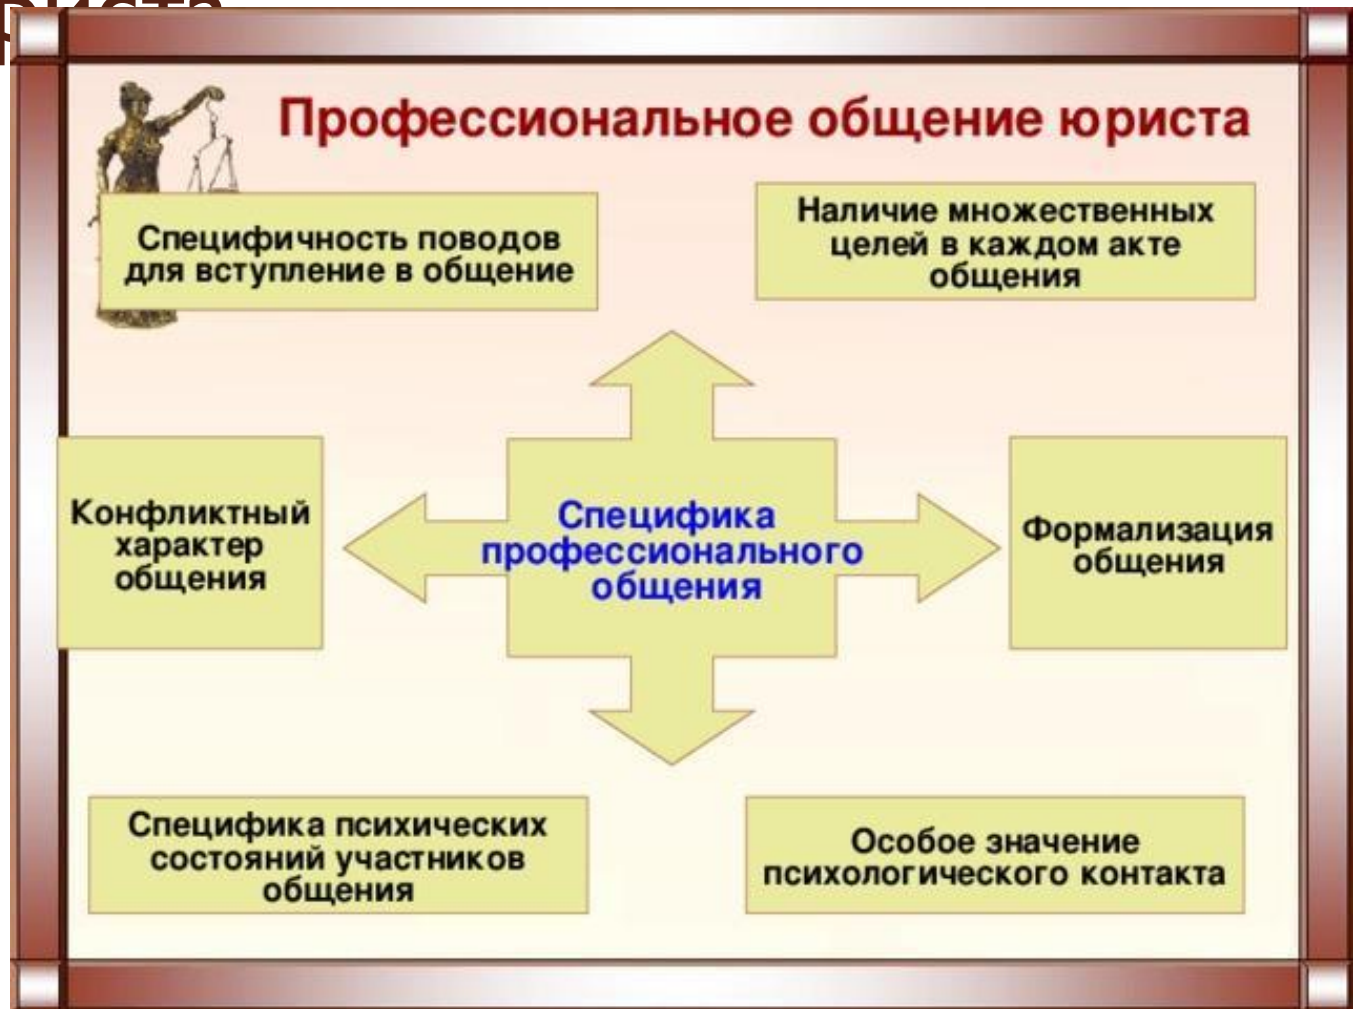 Профессиональное общение юриста
Специфичность поводов
для вступление в общение
Наличие множественных
целей в каждом акте
общения
Конфликтный
характер
общения
Специфика
профессионального
общения
Формализация
общения
Специфика психических
состояний участников
общения
Особое значение
психологического контакта